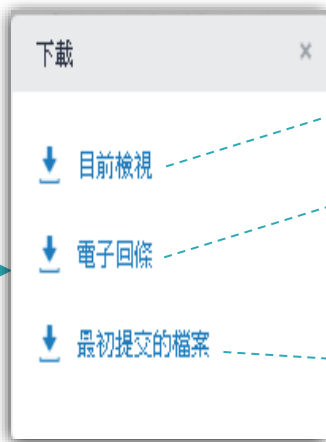 下載
目前檢視
電子回條
最初提交的檔案